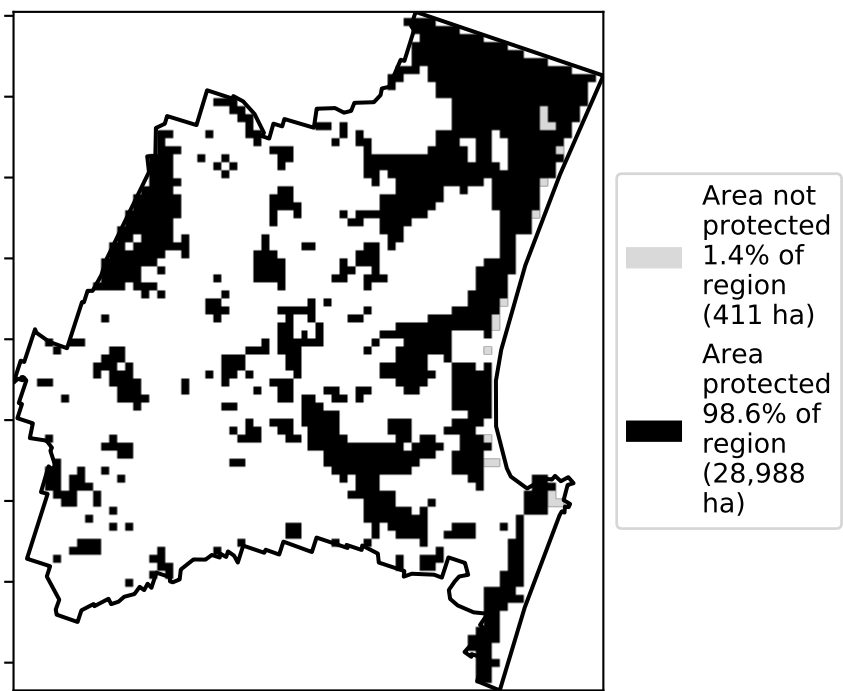 Area not
protected
1.4% of
region
(411 ha)
Area
protected
98.6% of
region
(28,988
ha)